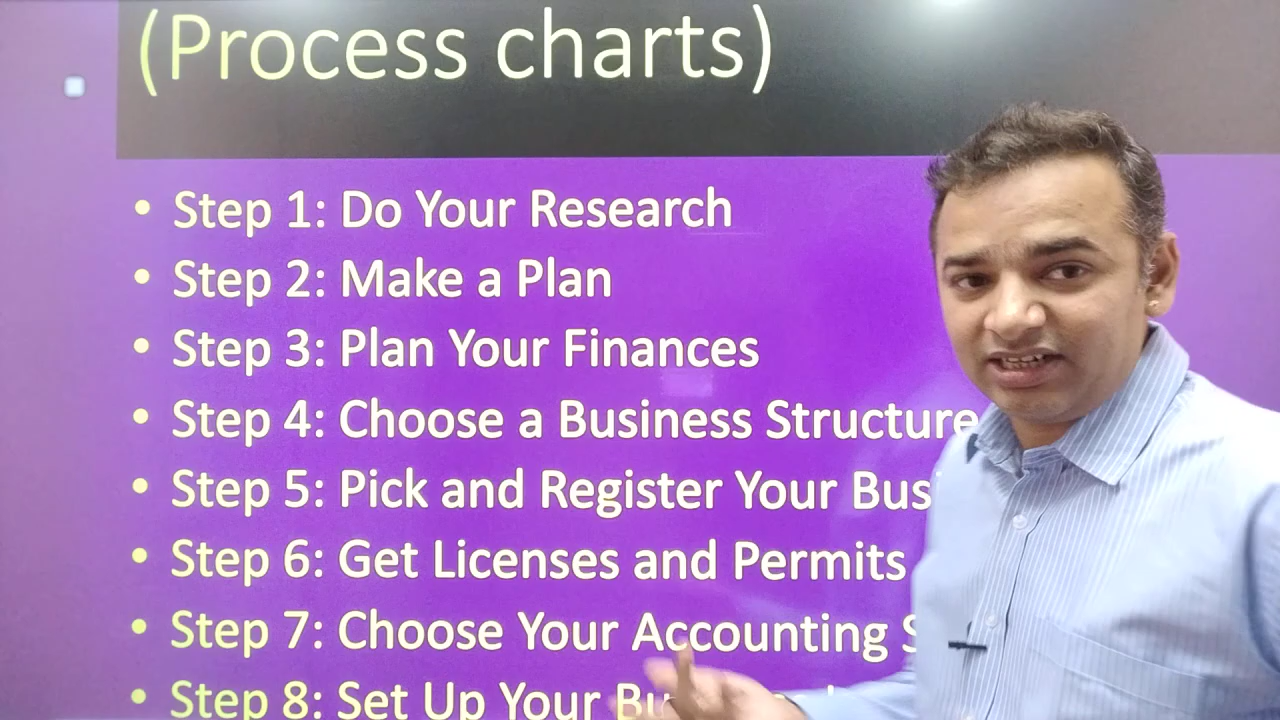 (Process charts)
• Step 1: Do Your Research
• Step 2: Make a Plan
• Step 3: Plan Your Finances
• Step 4: Choose a Business Structure
• Step 5: Pick and Register Your
• Step 6: Get Licenses and Permits
• Step 7: Choose Your Accounting
• Step 8: Set Up Your